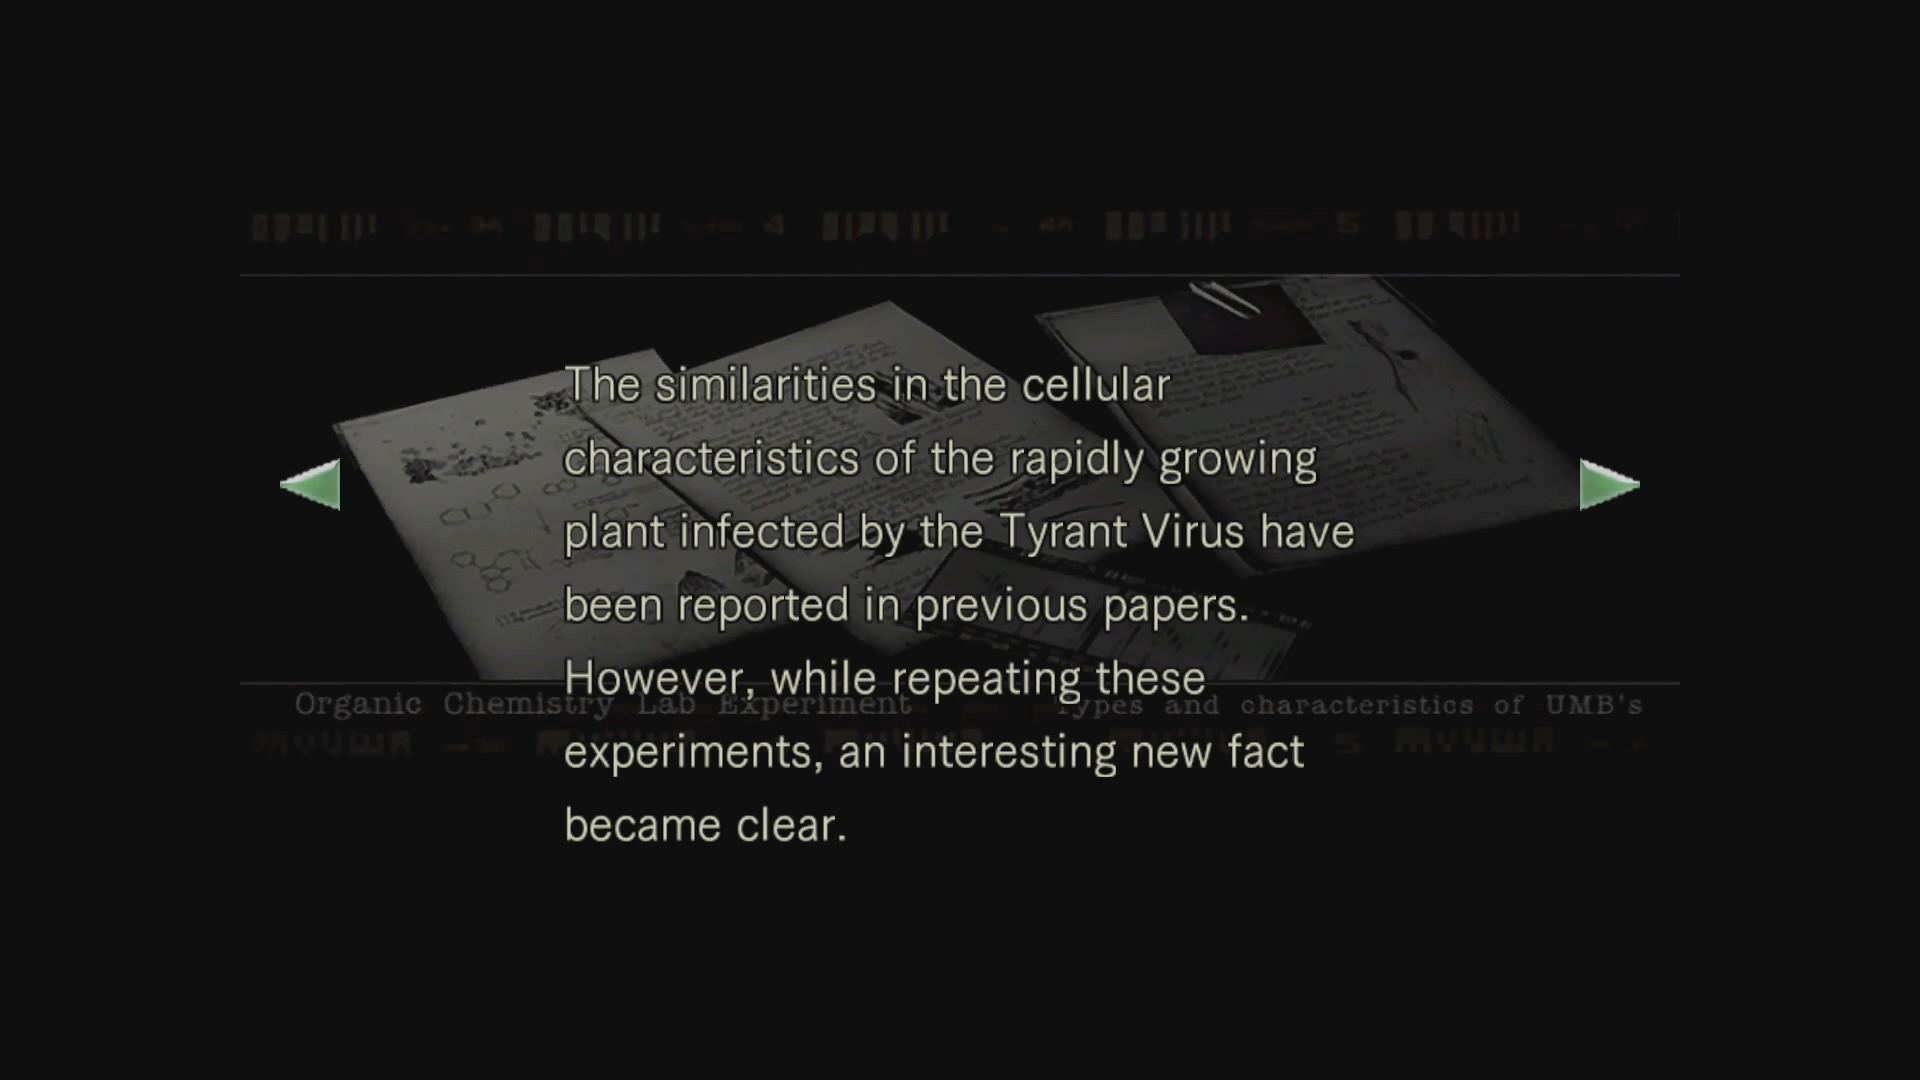 The similarities in the cellular
characteristics of the rapidly growing
plant infected by the Tyrant Virus have
been reported in previous papers.
However, while repeating these
experiments, an interesting new fact
became clear.
Organic Chemistry Lab Experiment
Types and characteristics of UMB's